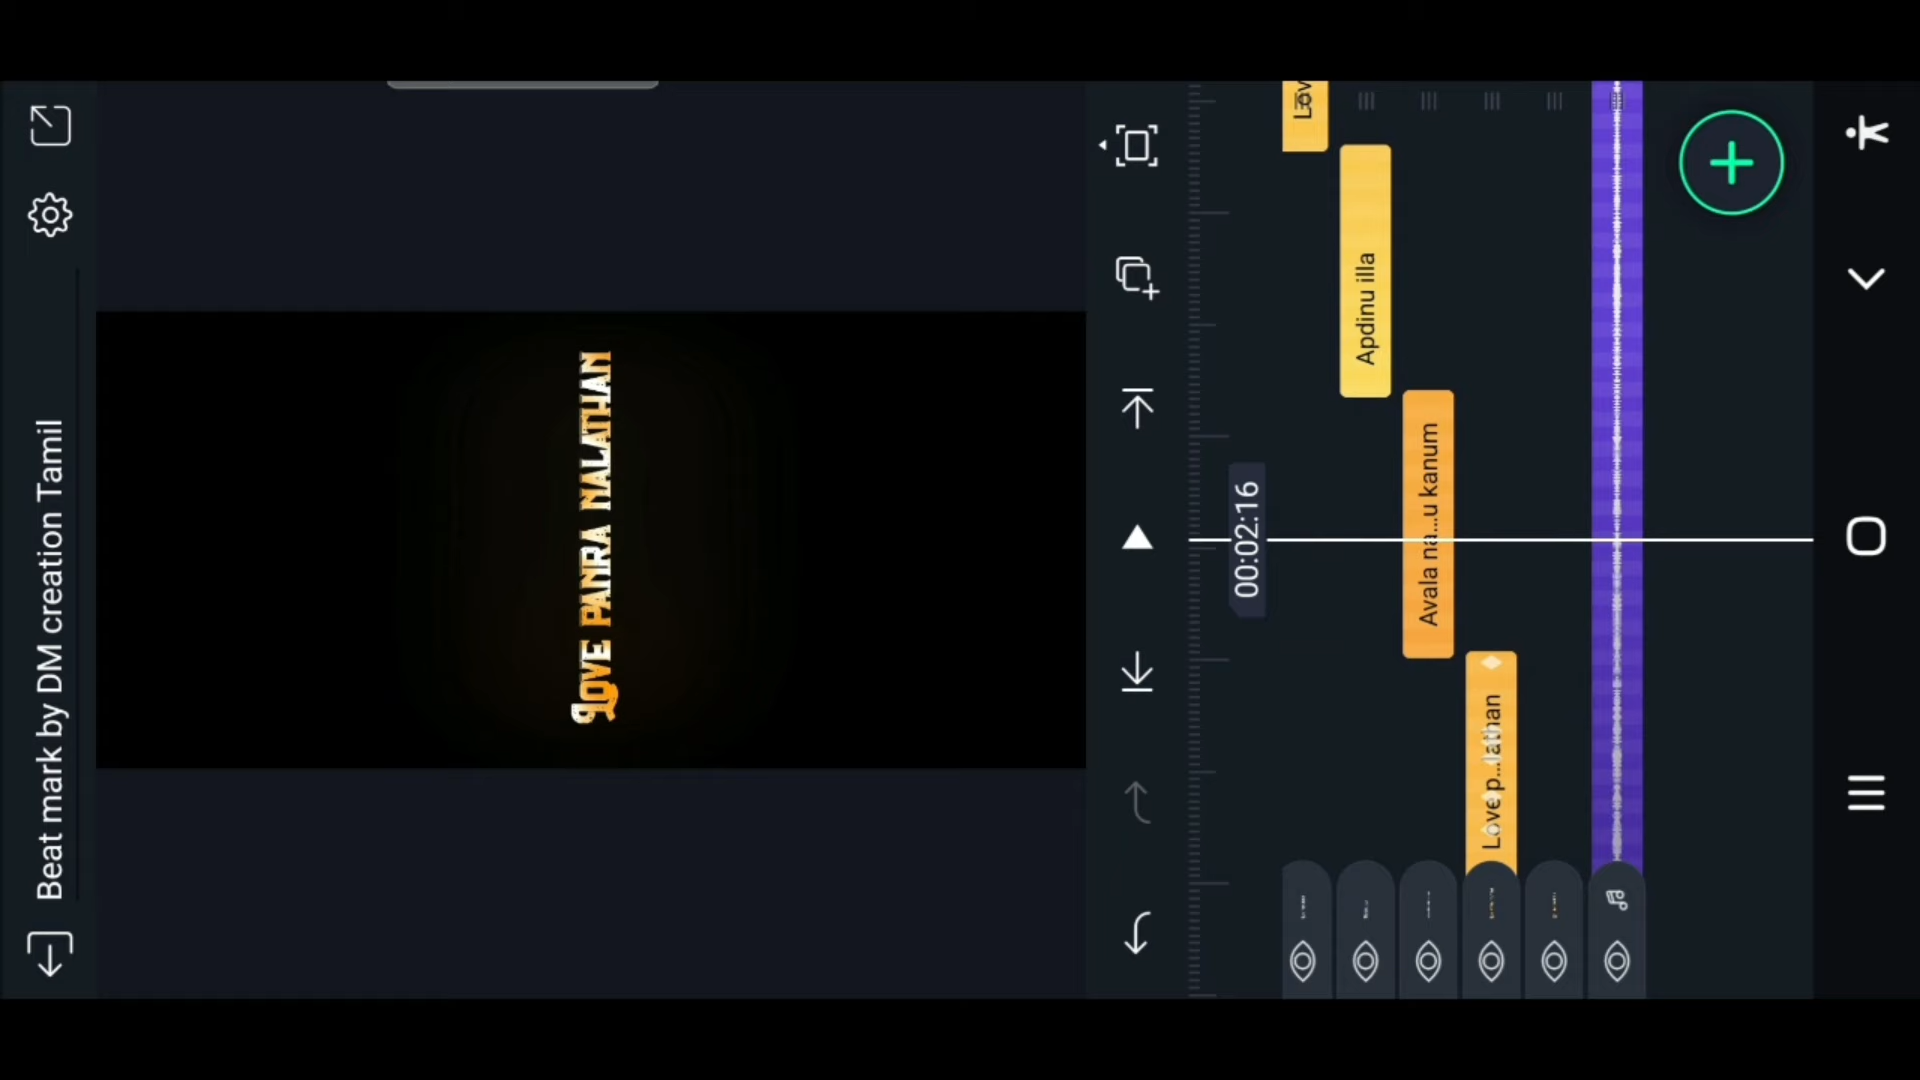 Beat mark by DM creation Tamil
LOVE PANRA NALATHAN
00:02:16
Lov
Apdinu illa
Avala na...u kanum
Love p...lathan